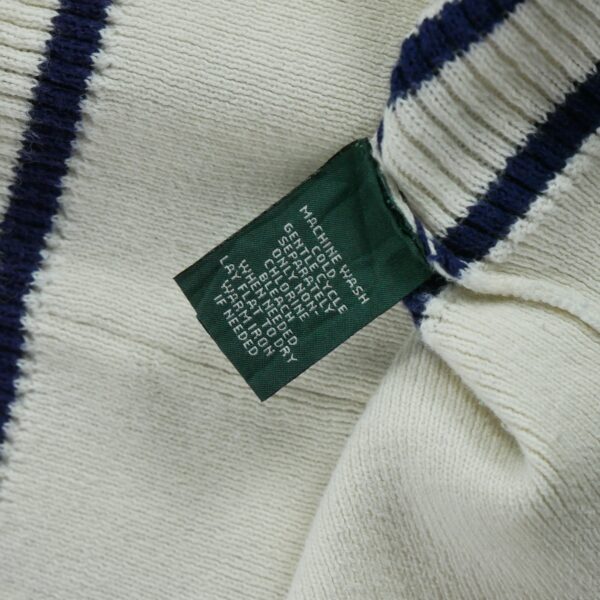 MACHINE WASH
COLD
GENTLE CYCLE
SEPARATELY
ONLY NON-
CHLORINE
BLEACH
WHEN NEEDED
LAY FLAT TO DRY
WARM IRON
IF NEEDED